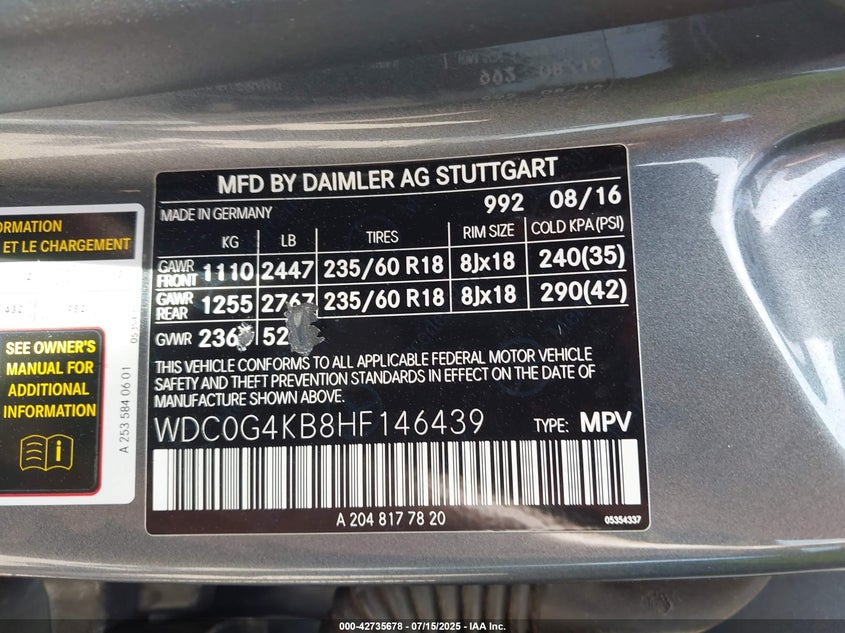 ORMATION
ET LE CHARGEMENT
SEE OWNER'S
MANUAL FOR
ADDITIONAL
INFORMATION
A 253 584 06 01
MFD BY DAIMLER AG STUTTGART
MADE IN GERMANY 992 08/16
KG LB TIRES RIM SIZE COLD KPA (PSI)
GAWR FRONT 1110 2447 235/60 R18 8Jx18 240(35)
GAWR REAR 1255 2767 235/60 R18 8Jx18 290(42)
GVWR 236 52
THIS VEHICLE CONFORMS TO ALL APPLICABLE FEDERAL MOTOR VEHICLE
SAFETY AND THEFT PREVENTION STANDARDS IN EFFECT ON THE DATE OF
MANUFACTURE SHOWN ABOVE.
WDC0G4KB8HF146439 TYPE: MPV
A 204 817 78 20 05354337
000-42735678 - 07/15/2025 - IAA Inc.